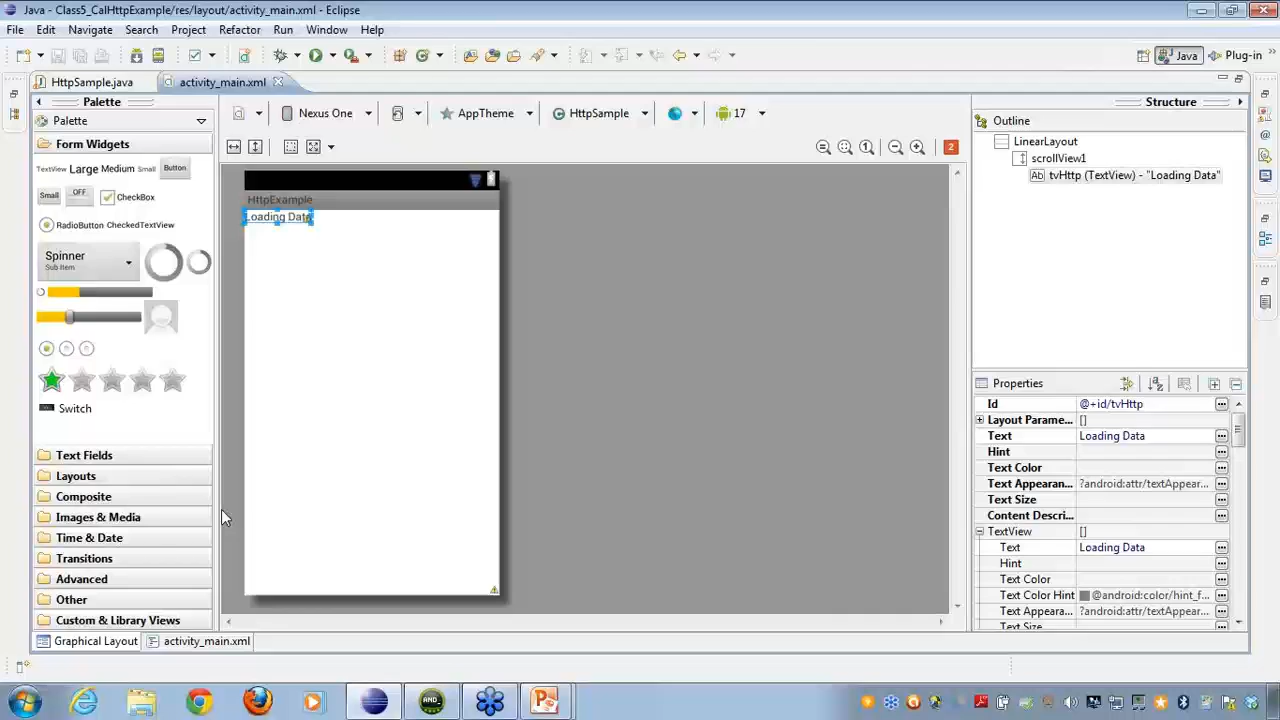 Java - Class5_CalHttpExample/res/layout/activity_main.xml - Eclipse
File Edit Navigate Search Project Refactor Run Window Help
Java Plug-in
HttpSample.java activity_main.xml
Palette
Palette
Form Widgets
TextView Large Medium Small Button
Small OFF CheckBox
RadioButton CheckedTextView
Spinner
Sub Item
Switch
Text Fields
Layouts
Composite
Images & Media
Time & Date
Transitions
Advanced
Other
Custom & Library Views
Graphical Layout activity_main.xml
Nexus One AppTheme HttpSample 17
1 2
HttpExample
Loading Data
Structure
Outline
LinearLayout
scrollView1
Ab tvHttp (TextView) - "Loading Data"
Properties
Id @+id/tvHttp
Layout Parame... []
Text Loading Data
Hint
Text Color
Text Appearan... ?android:attr/textAppear...
Text Size
Content Descri...
TextView []
Text Loading Data
Hint
Text Color
Text Color Hint @android:color/hint_f...
Text Appeara... ?android:attr/textAppear...
Text Size
AND